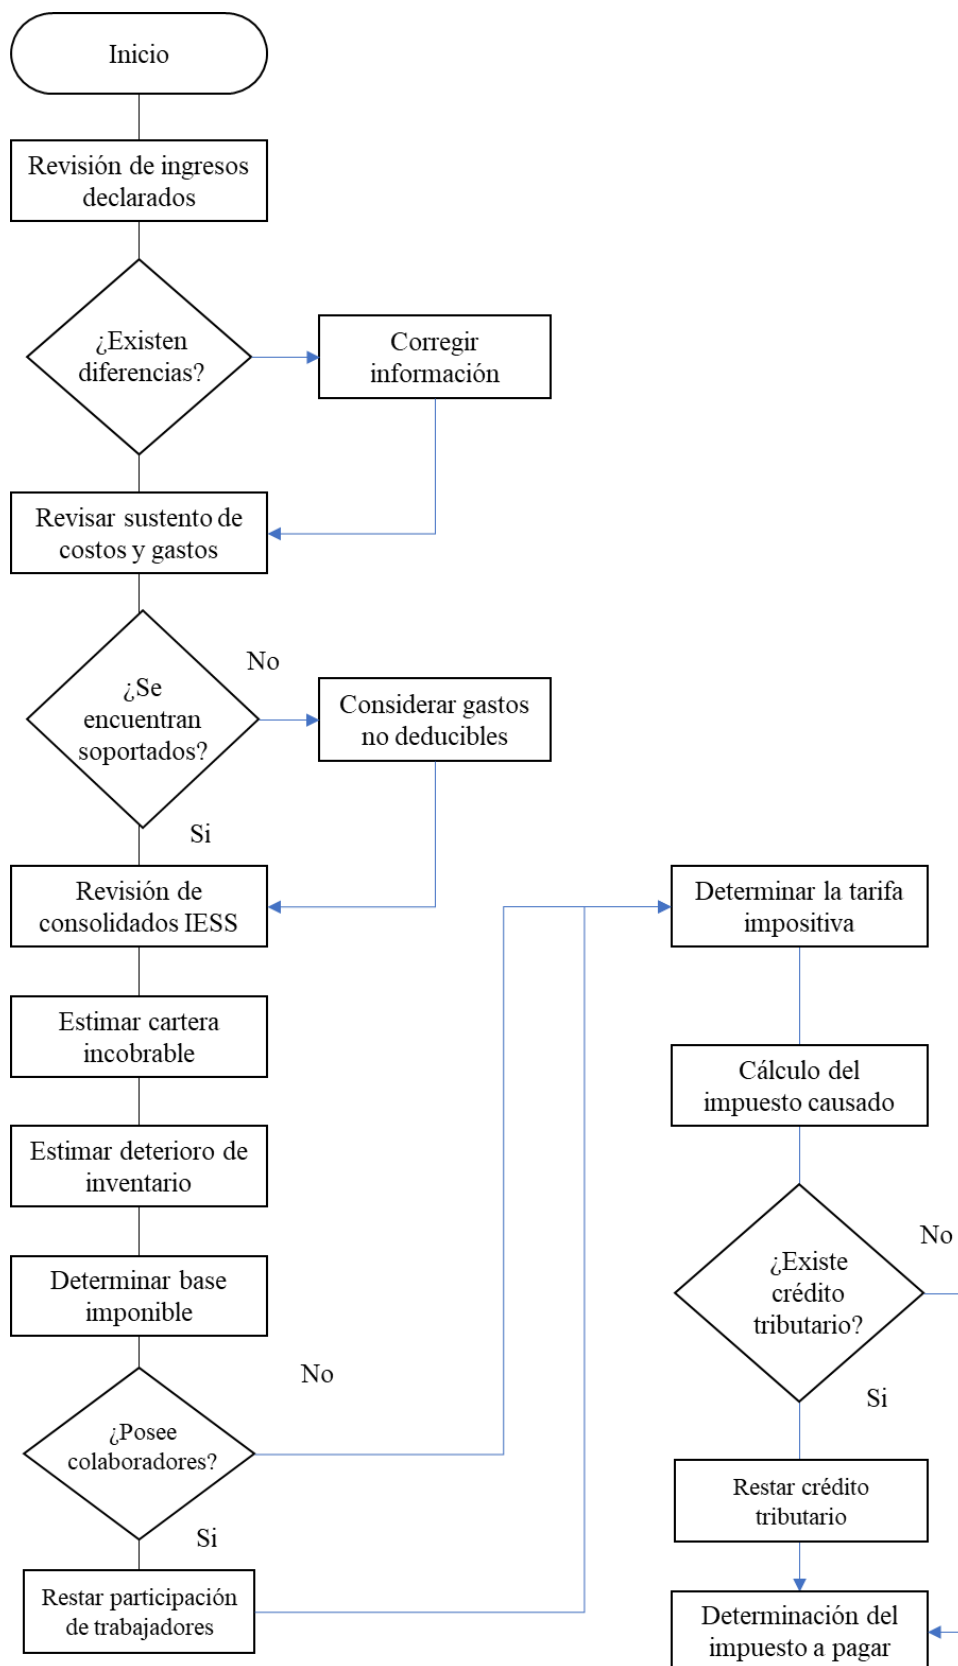 Inicio
Revisión de ingresos
declarados
¿Existen
diferencias?
Corregir
información
Revisar sustento de
costos y gastos
¿Se
encuentran
soportados?
No
Considerar gastos
no deducibles
Si
Revisión de
consolidados IESS
Estimar cartera
incobrable
Estimar deterioro de
inventario
Determinar base
imponible
¿Posee
colaboradores?
No
Si
Restar participación
de trabajadores
Determinar la tarifa
impositiva
Cálculo del
impuesto causado
¿Existe
crédito
tributario?
No
Si
Restar crédito
tributario
Determinación del
impuesto a pagar